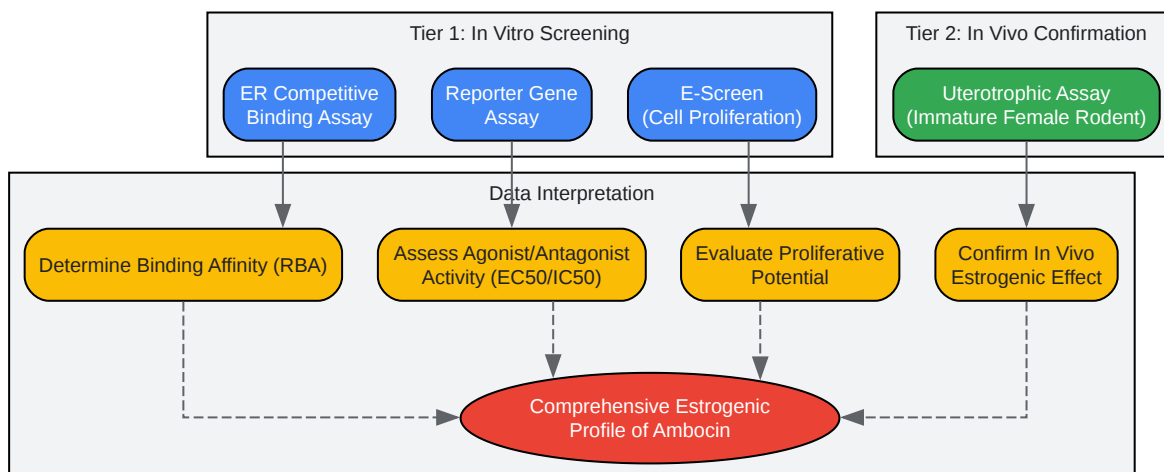 Tier 1: In Vitro Screening
Tier 2: In Vivo Confirmation
ER Competitive
Binding Assay
Reporter Gene
Assay
E-Screen
(Cell Proliferation)
Uterotrophic Assay
(Immature Female Rodent)
Data Interpretation
Determine Binding Affinity (RBA)
Assess Agonist/Antagonist
Activity (EC50/IC50)
Evaluate Proliferative
Potential
Confirm In Vivo
Estrogenic Effect
Comprehensive Estrogenic
Profile of Ambocin